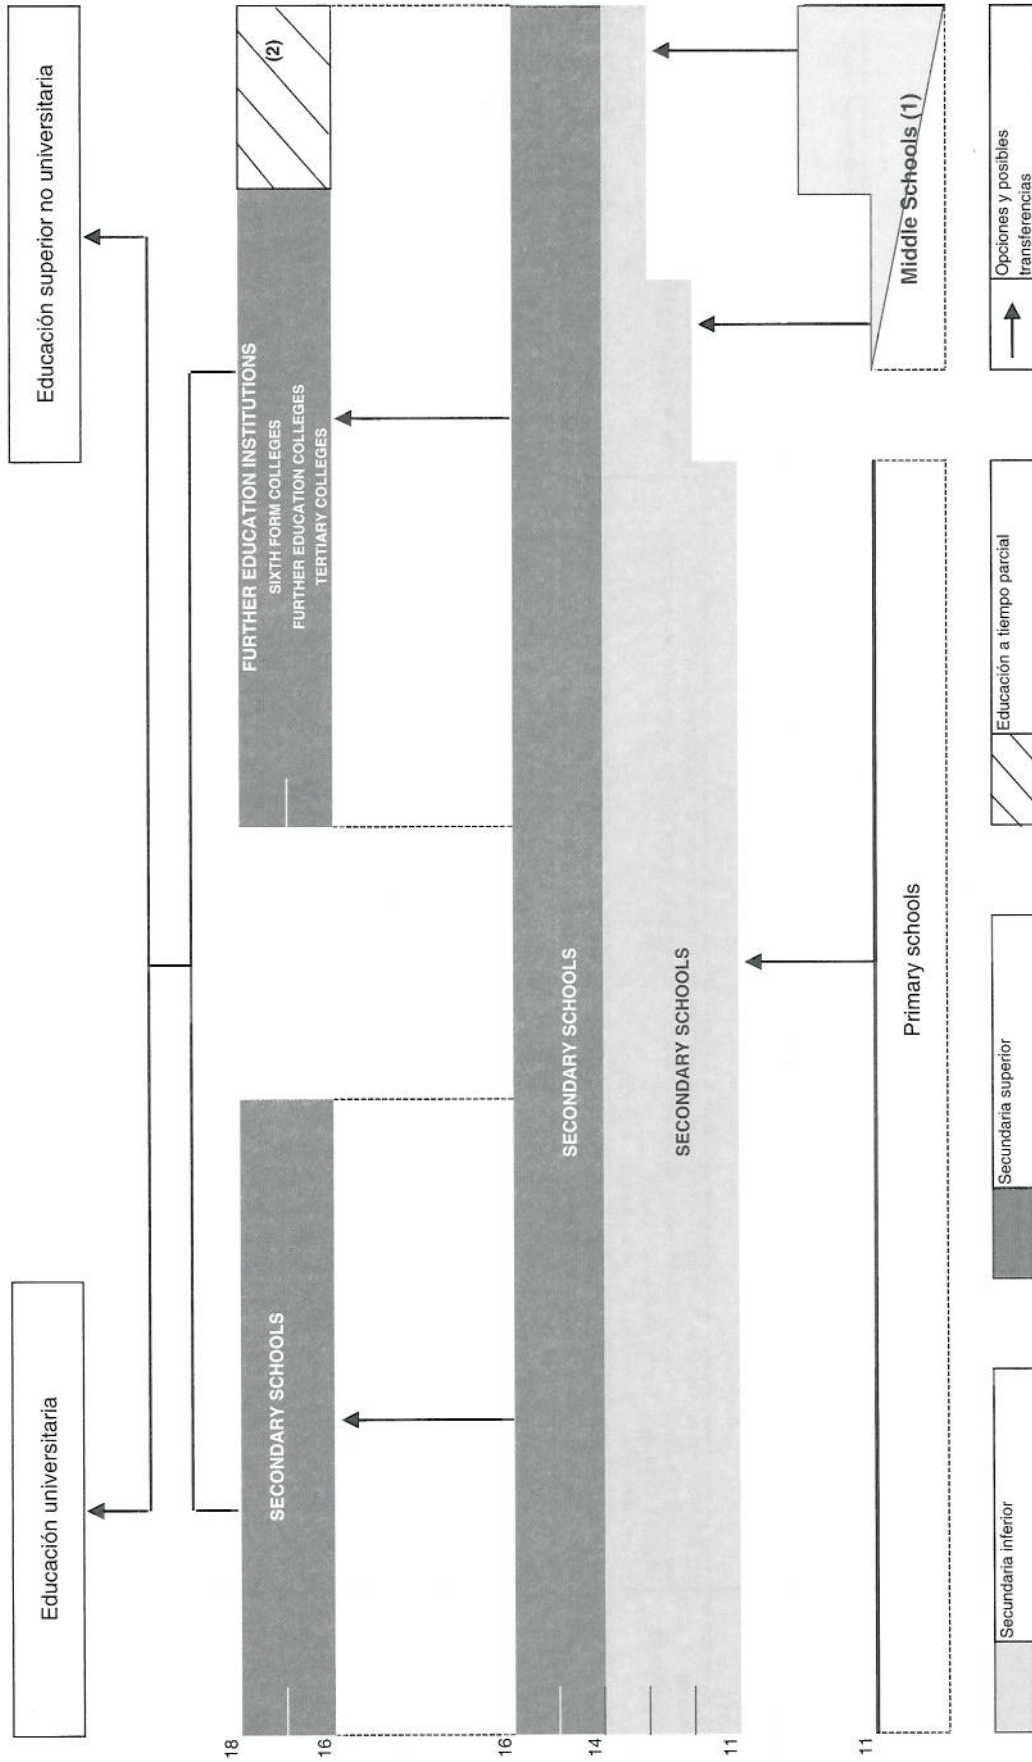 Educación universitaria
Educación superior no universitaria
18
16
SECONDARY SCHOOLS
FURTHER EDUCATION INSTITUTIONS
SIXTH FORM COLLEGES
FURTHER EDUCATION COLLEGES
TERTIARY COLLEGES
(2)
16
14
11
SECONDARY SCHOOLS
SECONDARY SCHOOLS
11
Primary schools
Middle Schools (1)
Secundaria inferior
Secundaria superior
Educación a tiempo parcial
Opciones y posibles
transferencias